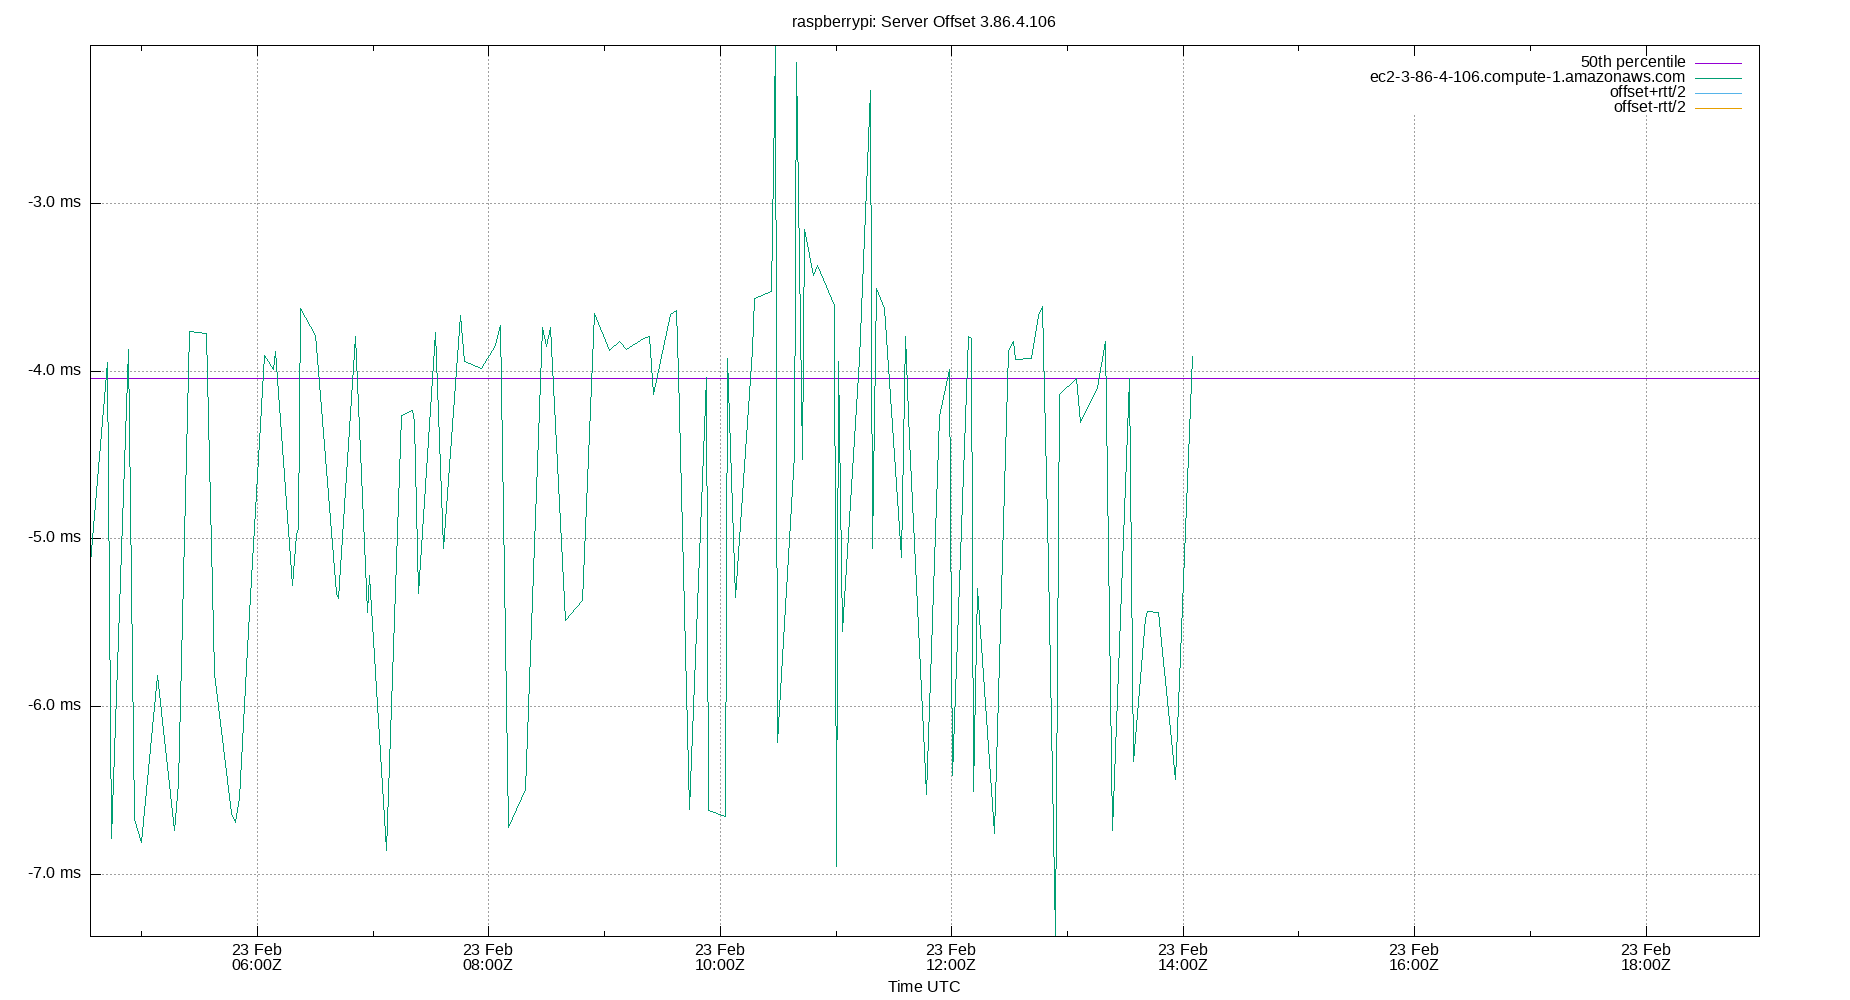 raspberrypi: Server Offset 3.86.4.106
50th percentile
ec2-3-86-4-106.compute-1.amazonaws.com
offset+rtt/2
offset-rtt/2
-3.0 ms
-4.0 ms
-5.0 ms
-6.0 ms
-7.0 ms
23 Feb 23 Feb 23 Feb 23 Feb 23 Feb 23 Feb 23 Feb
06:00Z 08:00Z 10:00Z 12:00Z 14:00Z 16:00Z 18:00Z
Time UTC